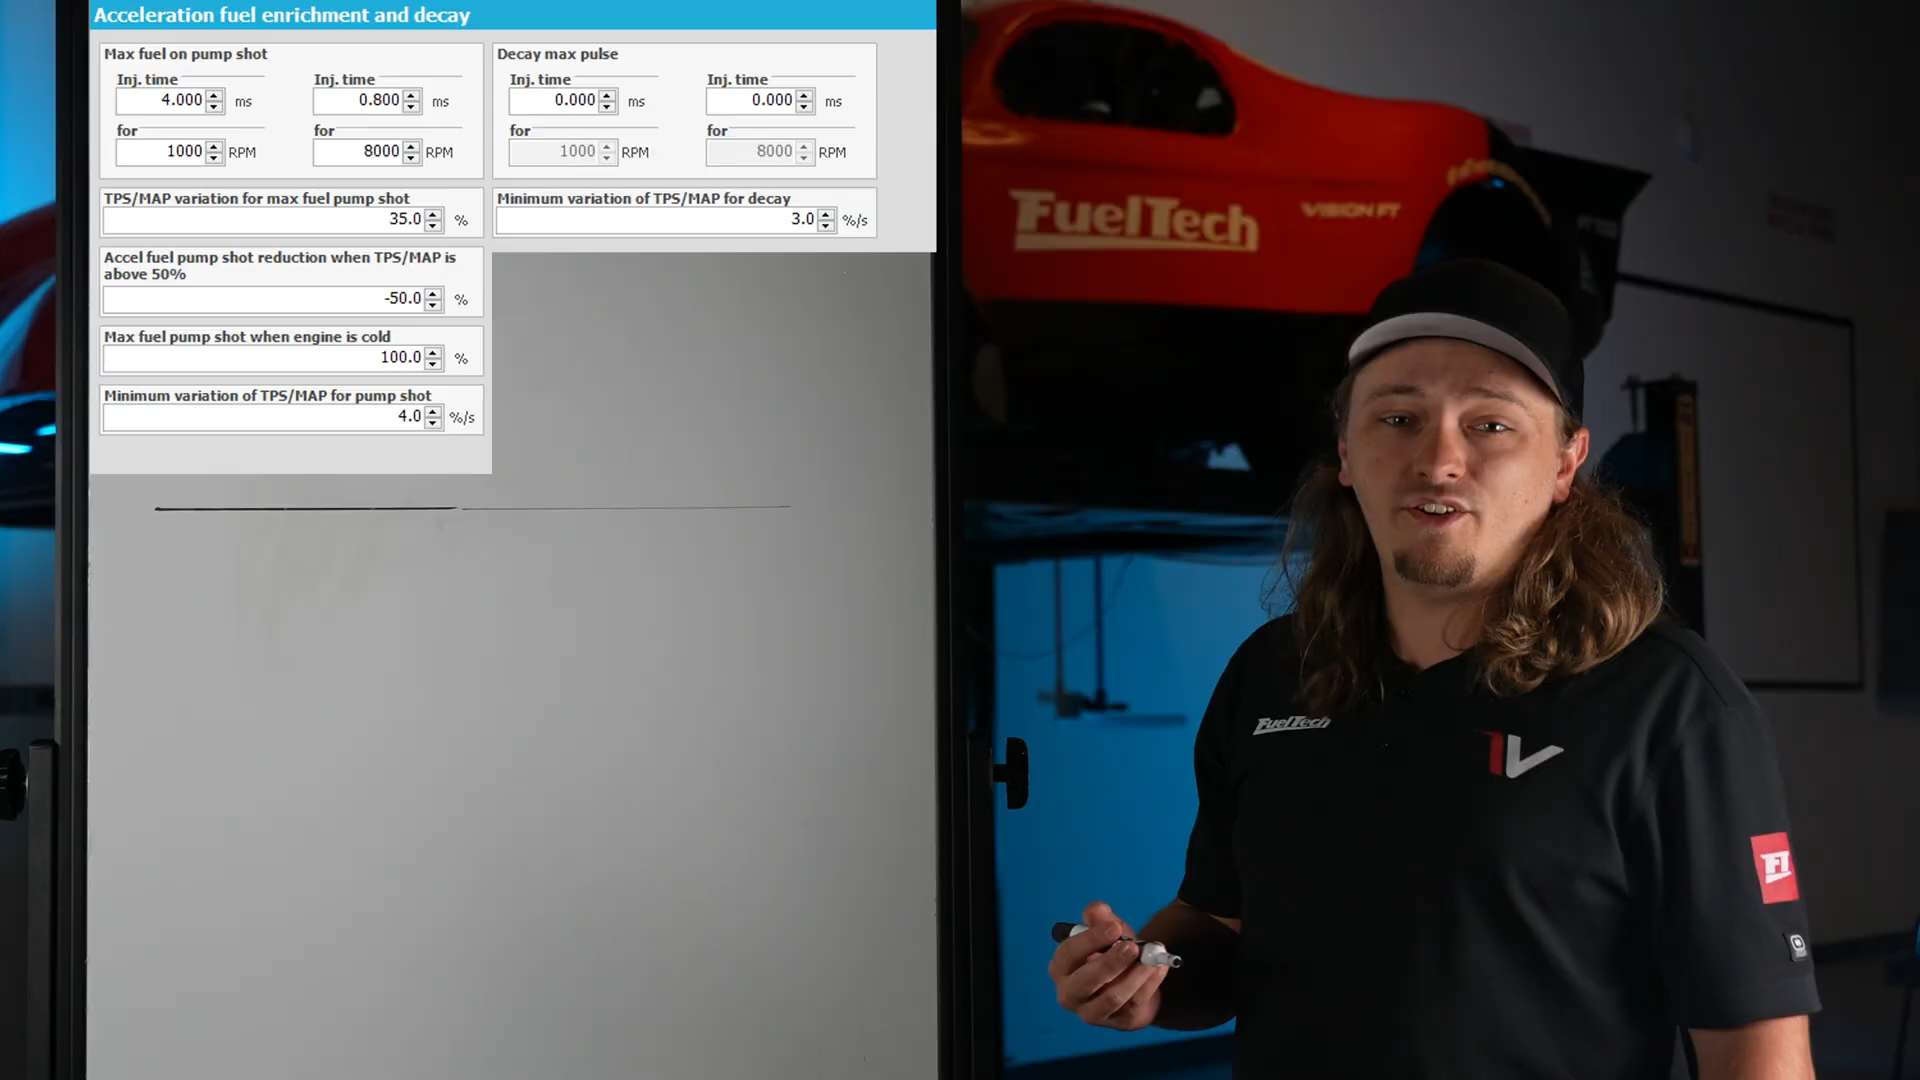 Acceleration fuel enrichment and decay
Max fuel on pump shot
Inj. time
4.000 ms
for
1000 RPM
Inj. time
0.800 ms
for
8000 RPM
Decay max pulse
Inj. time
0.000 ms
for
1000 RPM
Inj. time
0.000 ms
for
8000 RPM
TPS/MAP variation for max fuel pump shot
35.0 %
Minimum variation of TPS/MAP for decay
3.0 %/s
Accel fuel pump shot reduction when TPS/MAP is
above 50%
-50.0 %
Max fuel pump shot when engine is cold
100.0 %
Minimum variation of TPS/MAP for pump shot
4.0 %/s
FuelTech
VISION FT
FuelTech
FT